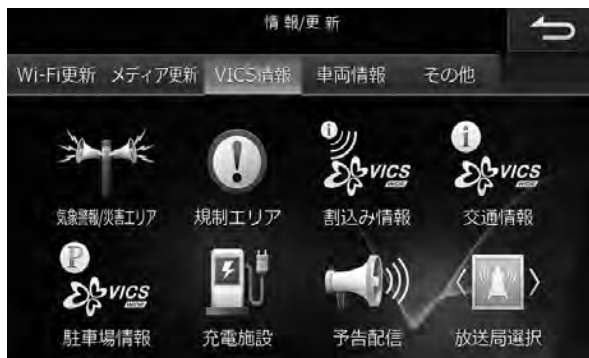 情報/更新
Wi-Fi更新 メディア更新 VICS情報 車両情報 その他
VICS WIDE VICS WIDE
気象警報/災害エリア 規制エリア 割込み情報 交通情報
P
VICS WIDE
駐車場情報 充電施設 予告配信 放送局選択